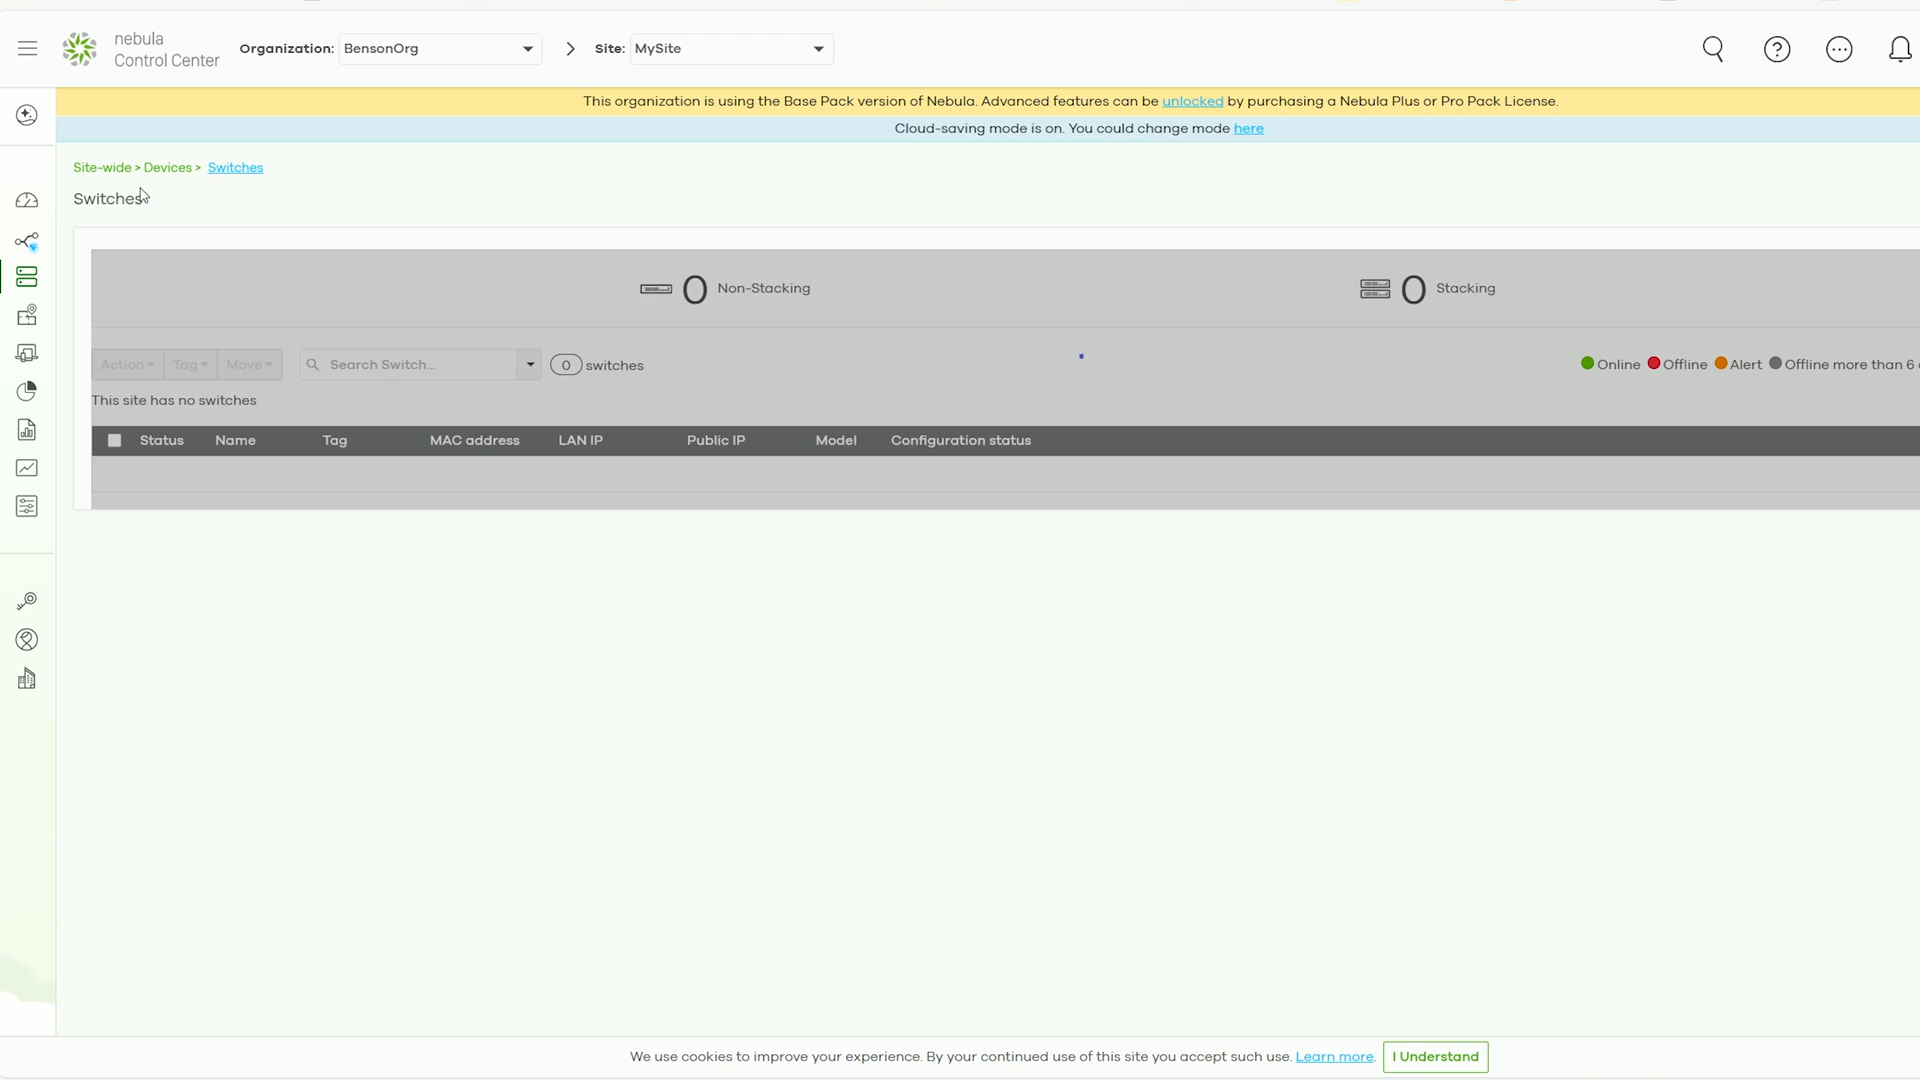 nebula
Control Center
Organization: BensonOrg
Site: MySite
This organization is using the Base Pack version of Nebula. Advanced features can be unlocked by purchasing a Nebula Plus or Pro Pack License.
Cloud-saving mode is on. You could change mode here
Site-wide > Devices > Switches
Switches
0 Non-Stacking
0 Stacking
Action Tag Move Search Switch... 0 switches
Online Offline Alert Offline more than 6
This site has no switches
Status Name Tag MAC address LAN IP Public IP Model Configuration status
We use cookies to improve your experience. By your continued use of this site you accept such use. Learn more. I Understand